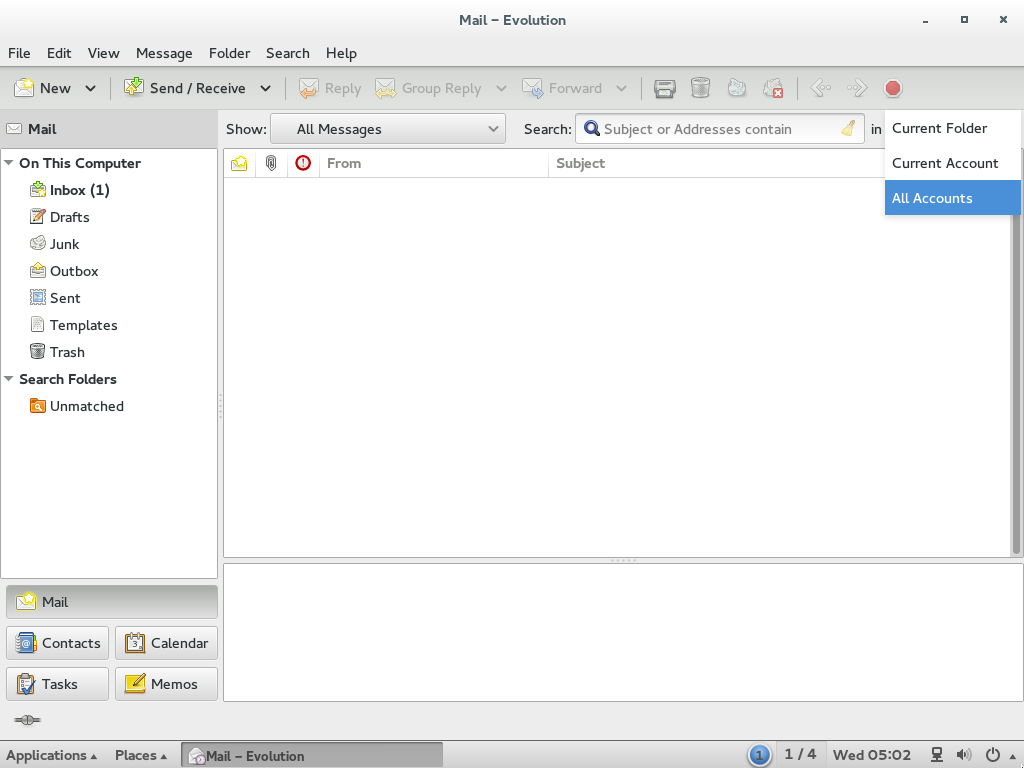 Mail – Evolution
File Edit View Message Folder Search Help
New Send / Receive Reply Group Reply Forward
Mail
Show: All Messages Search: Subject or Addresses contain in
Current Folder
Current Account
All Accounts
From Subject
On This Computer
Inbox (1)
Drafts
Junk
Outbox
Sent
Templates
Trash
Search Folders
Unmatched
Mail
Contacts Calendar
Tasks Memos
Applications Places Mail – Evolution 1 1 / 4 Wed 05:02